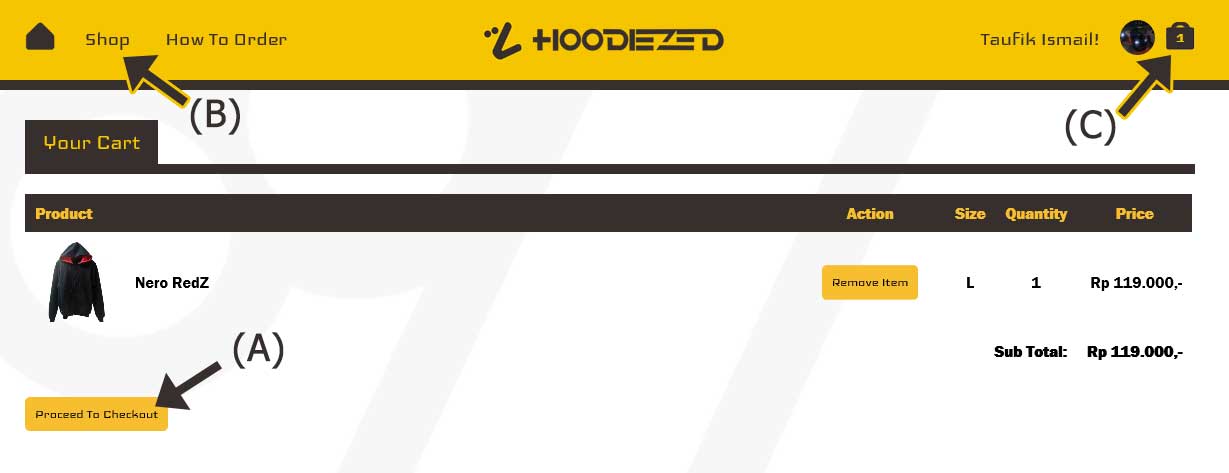 Shop How To Order HOODIEZED Taufik Ismail! 1
(B)
(C)
Your Cart
Product Action Size Quantity Price
Nero RedZ Remove Item L 1 Rp 119.000,-
(A)
Sub Total: Rp 119.000,-
Proceed To Checkout